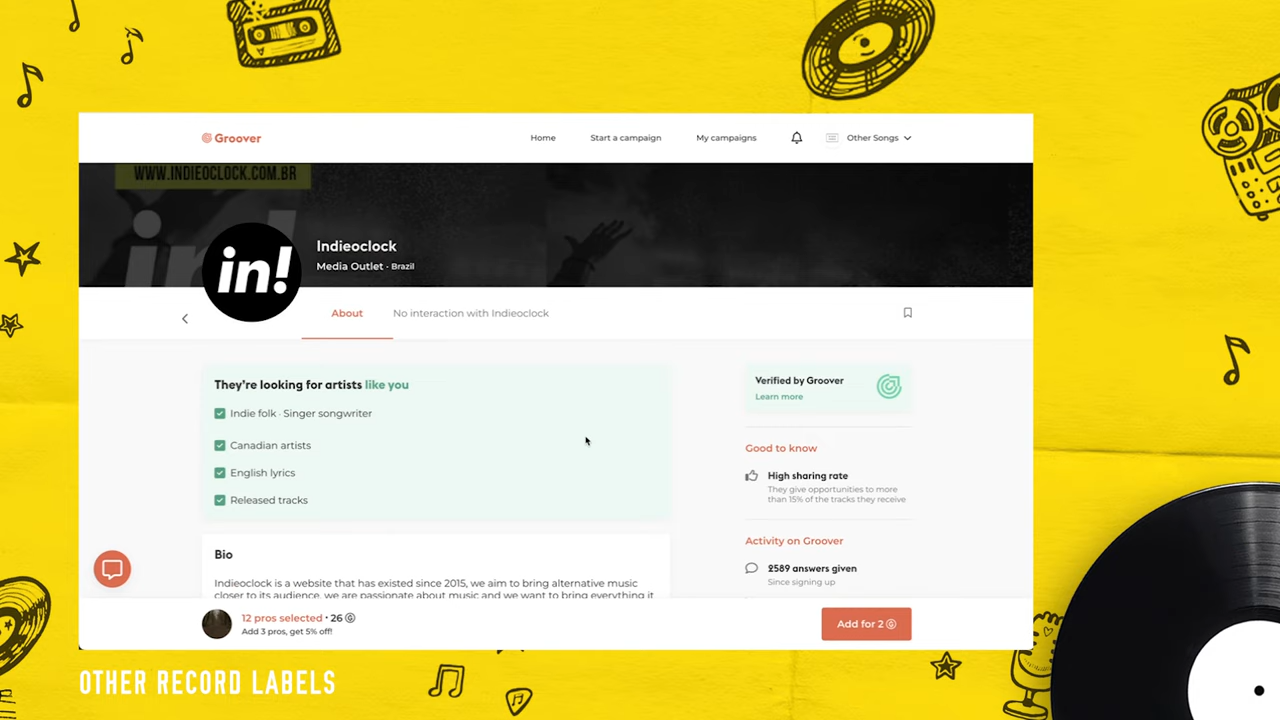 Groover
Home
Start a campaign
My campaigns
Other Songs
WWW.INDIEOCLOCK.COM.BR
in!
in!
Indieoclock
Media Outlet · Brazil
About
No interaction with Indieoclock
They're looking for artists like you
Indie folk · Singer songwriter
Canadian artists
English lyrics
Released tracks
Verified by Groover
Learn more
Good to know
High sharing rate
They give opportunities to more
than 15% of the tracks they receive
Activity on Groover
2589 answers given
Since signing up
Bio
Indieoclock is a website that has existed since 2015, we aim to bring alternative music
closer to its audience, we are passionate about music and we want to bring everything it
12 pros selected · 26
Add 3 pros, get 5% off!
Add for 2
OTHER RECORD LABELS